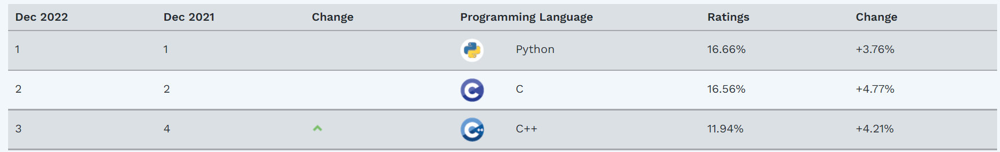 Dec 2022 Dec 2021 Change Programming Language Ratings Change
1 1 Python 16.66% +3.76%
2 2 C 16.56% +4.77%
3 4 C++ 11.94% +4.21%